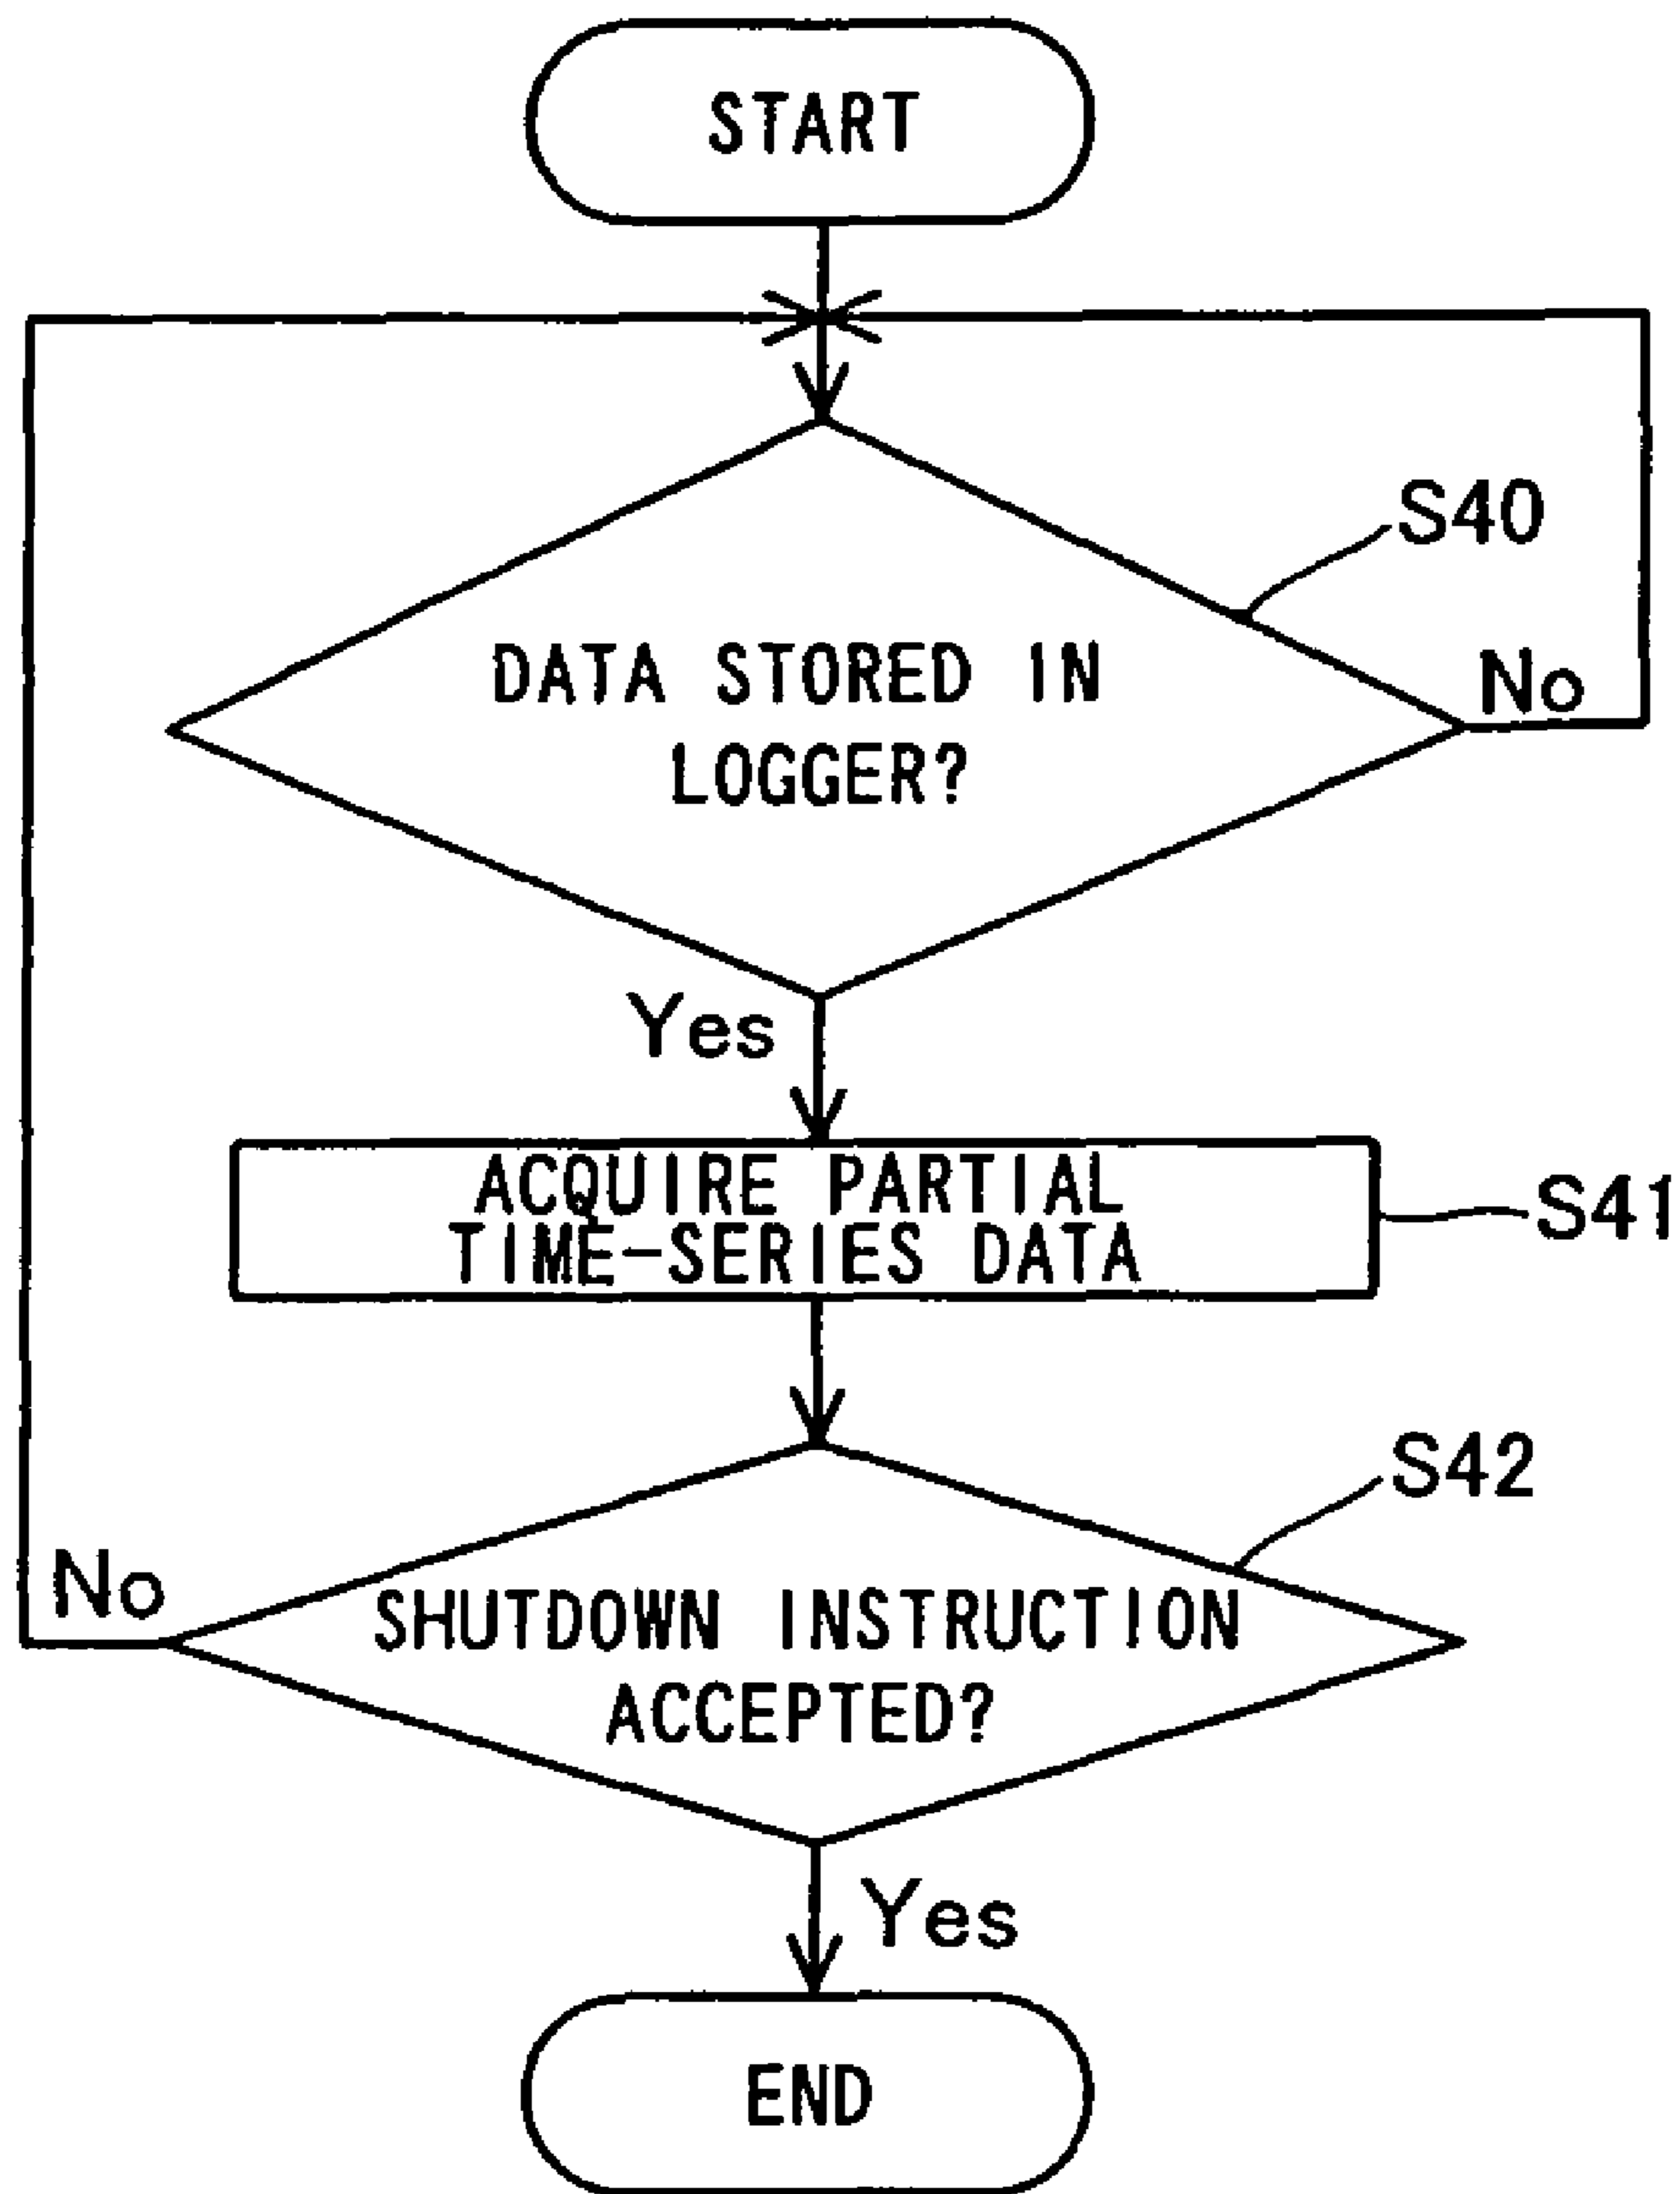 START
S40
DATA STORED IN
LOGGER?
No
Yes
ACQUIRE PARTIAL
TIME-SERIES DATA
S41
S42
No
SHUTDOWN INSTRUCTION
ACCEPTED?
Yes
END